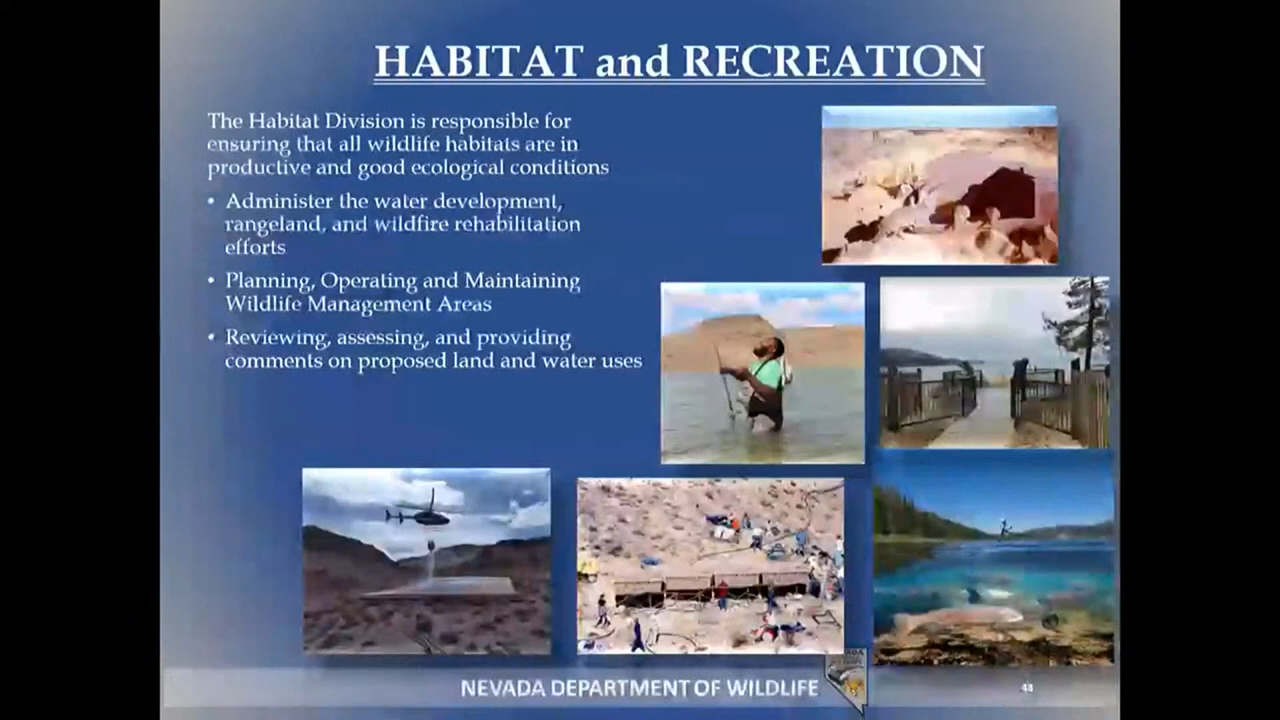 HABITAT and RECREATION
The Habitat Division is responsible for
ensuring that all wildlife habitats are in
productive and good ecological conditions
• Administer the water development,
rangeland, and wildfire rehabilitation
efforts
• Planning, Operating and Maintaining
Wildlife Management Areas
• Reviewing, assessing, and providing
comments on proposed land and water uses
NEVADA DEPARTMENT OF WILDLIFE